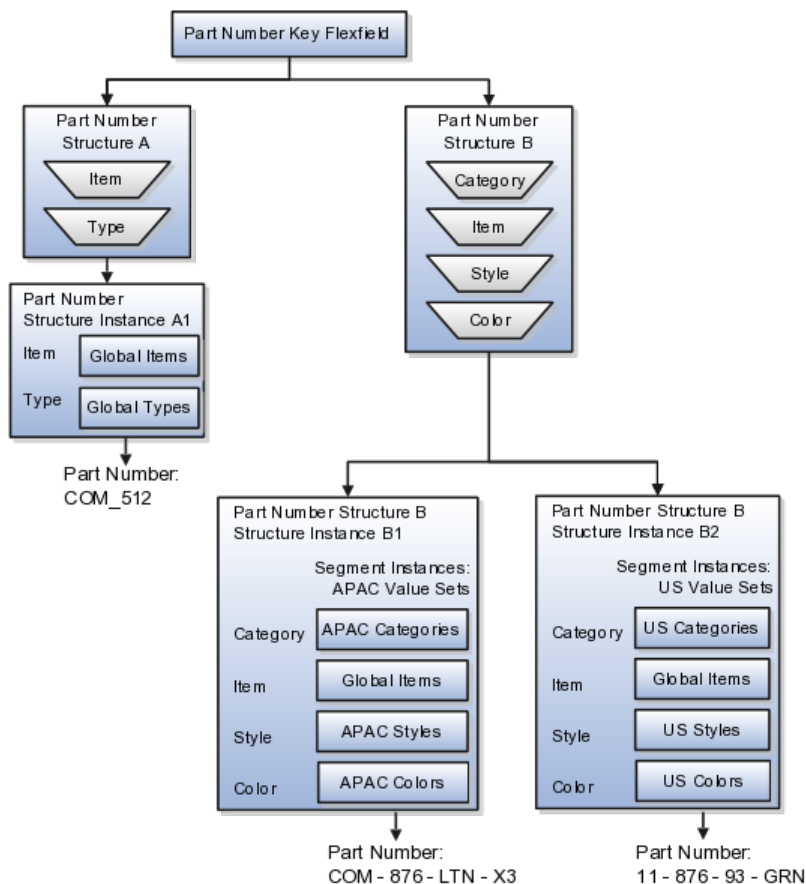 Part Number Key Flexfield
Part Number
Structure A
Item
Type
Part Number
Structure B
Category
Item
Style
Color
Part Number
Structure Instance A1
Item
Global Items
Type
Global Types
Part Number:
COM_512
Part Number Structure B
Structure Instance B1
Segment Instances:
APAC Value Sets
Category
APAC Categories
Item
Global Items
Style
APAC Styles
Color
APAC Colors
Part Number:
COM - 876 - LTN - X3
Part Number Structure B
Structure Instance B2
Segment Instances:
US Value Sets
Category
US Categories
Item
Global Items
Style
US Styles
Color
US Colors
Part Number:
11 - 876 - 93 - GRN